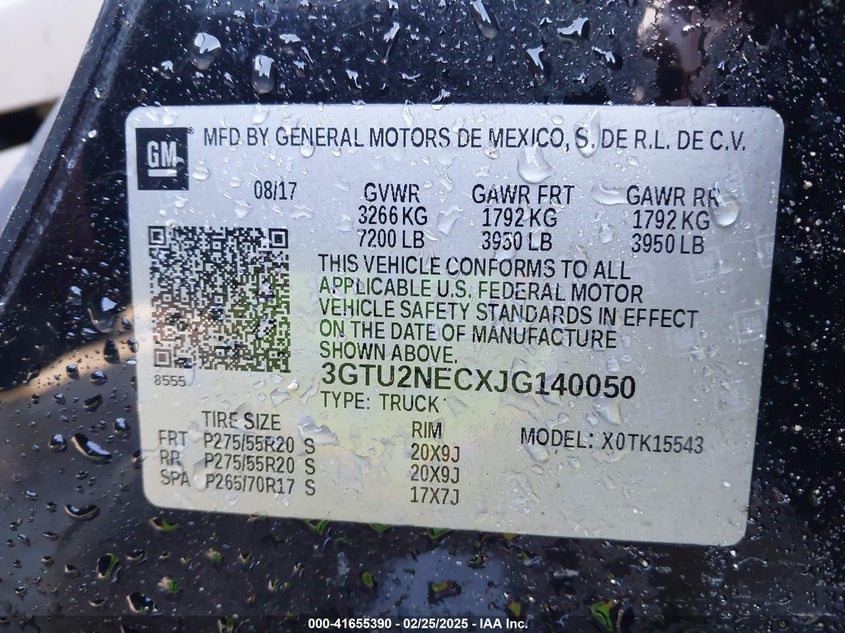 GM
MFD BY GENERAL MOTORS DE MEXICO, S. DE R.L. DE C.V.
08/17 GVWR GAWR FRT GAWR RR
3266 KG 1792 KG 1792 KG
7200 LB 3950 LB 3950 LB
THIS VEHICLE CONFORMS TO ALL
APPLICABLE U.S. FEDERAL MOTOR
VEHICLE SAFETY STANDARDS IN EFFECT
ON THE DATE OF MANUFACTURE
SHOWN ABOVE.
8555
3GTU2NECXJG140050
TYPE: TRUCK
TIRE SIZE RIM MODEL: X0TK15543
FRT P275/55R20 S 20X9J
RR P275/55R20 S 20X9J
SPA P265/70R17 S 17X7J
000-41655390 - 02/25/2025 - IAA Inc.